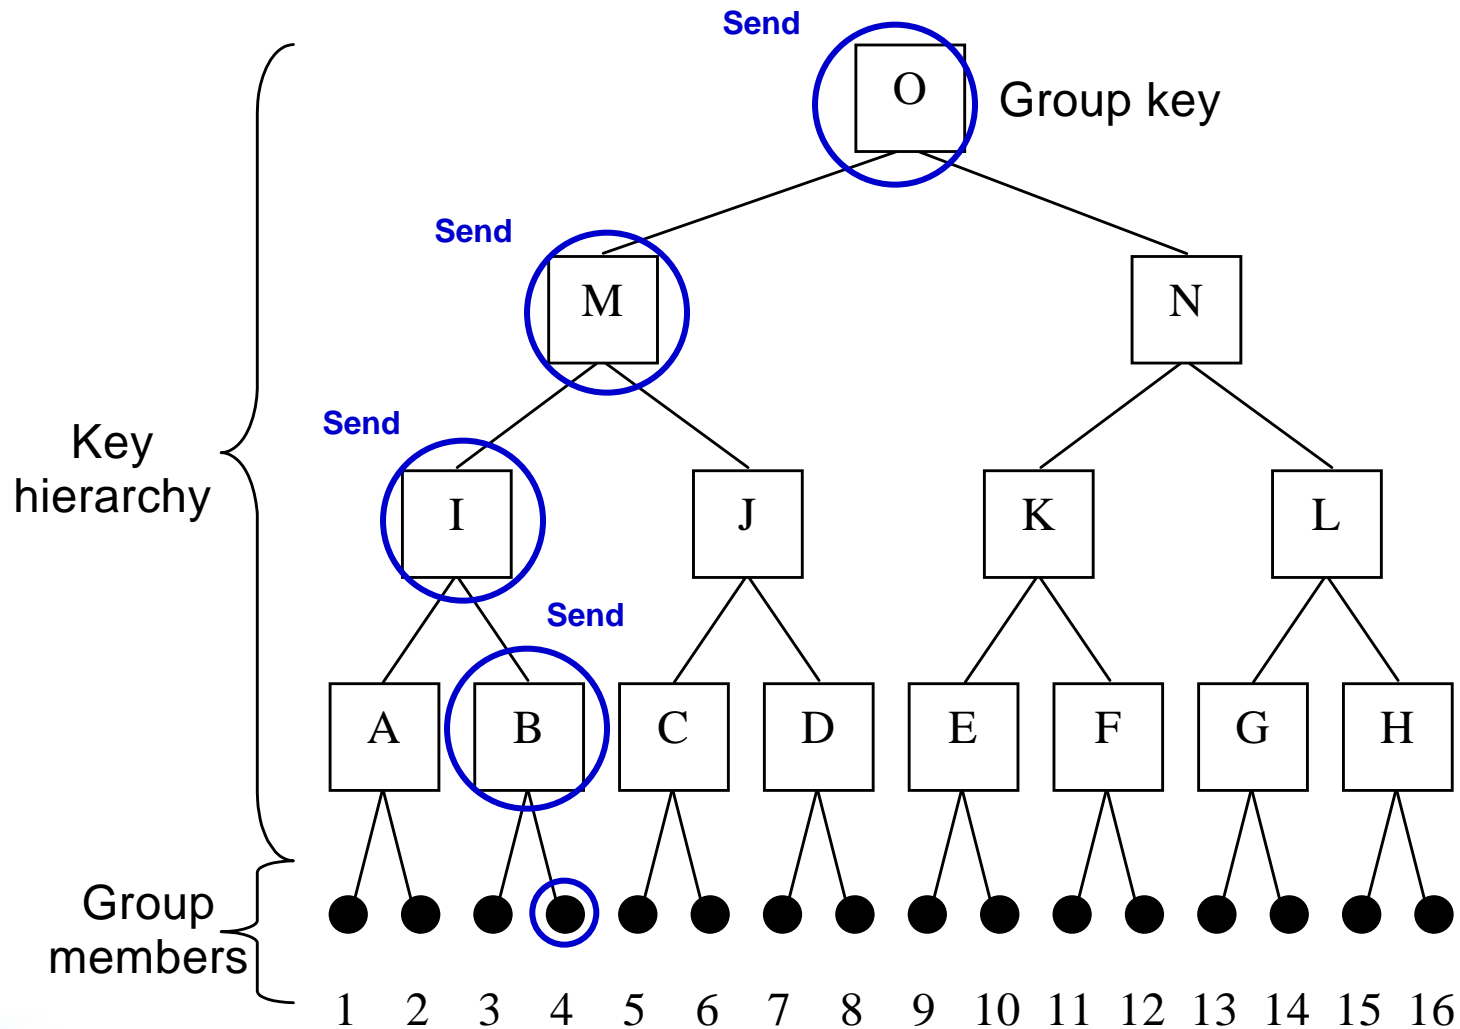 Send
O
Group key
Send
M
N
Send
Key
hierarchy
I
J
K
L
Send
A
B
C
D
E
F
G
H
Group
members
1 2 3 4 5 6 7 8 9 10 11 12 13 14 15 16